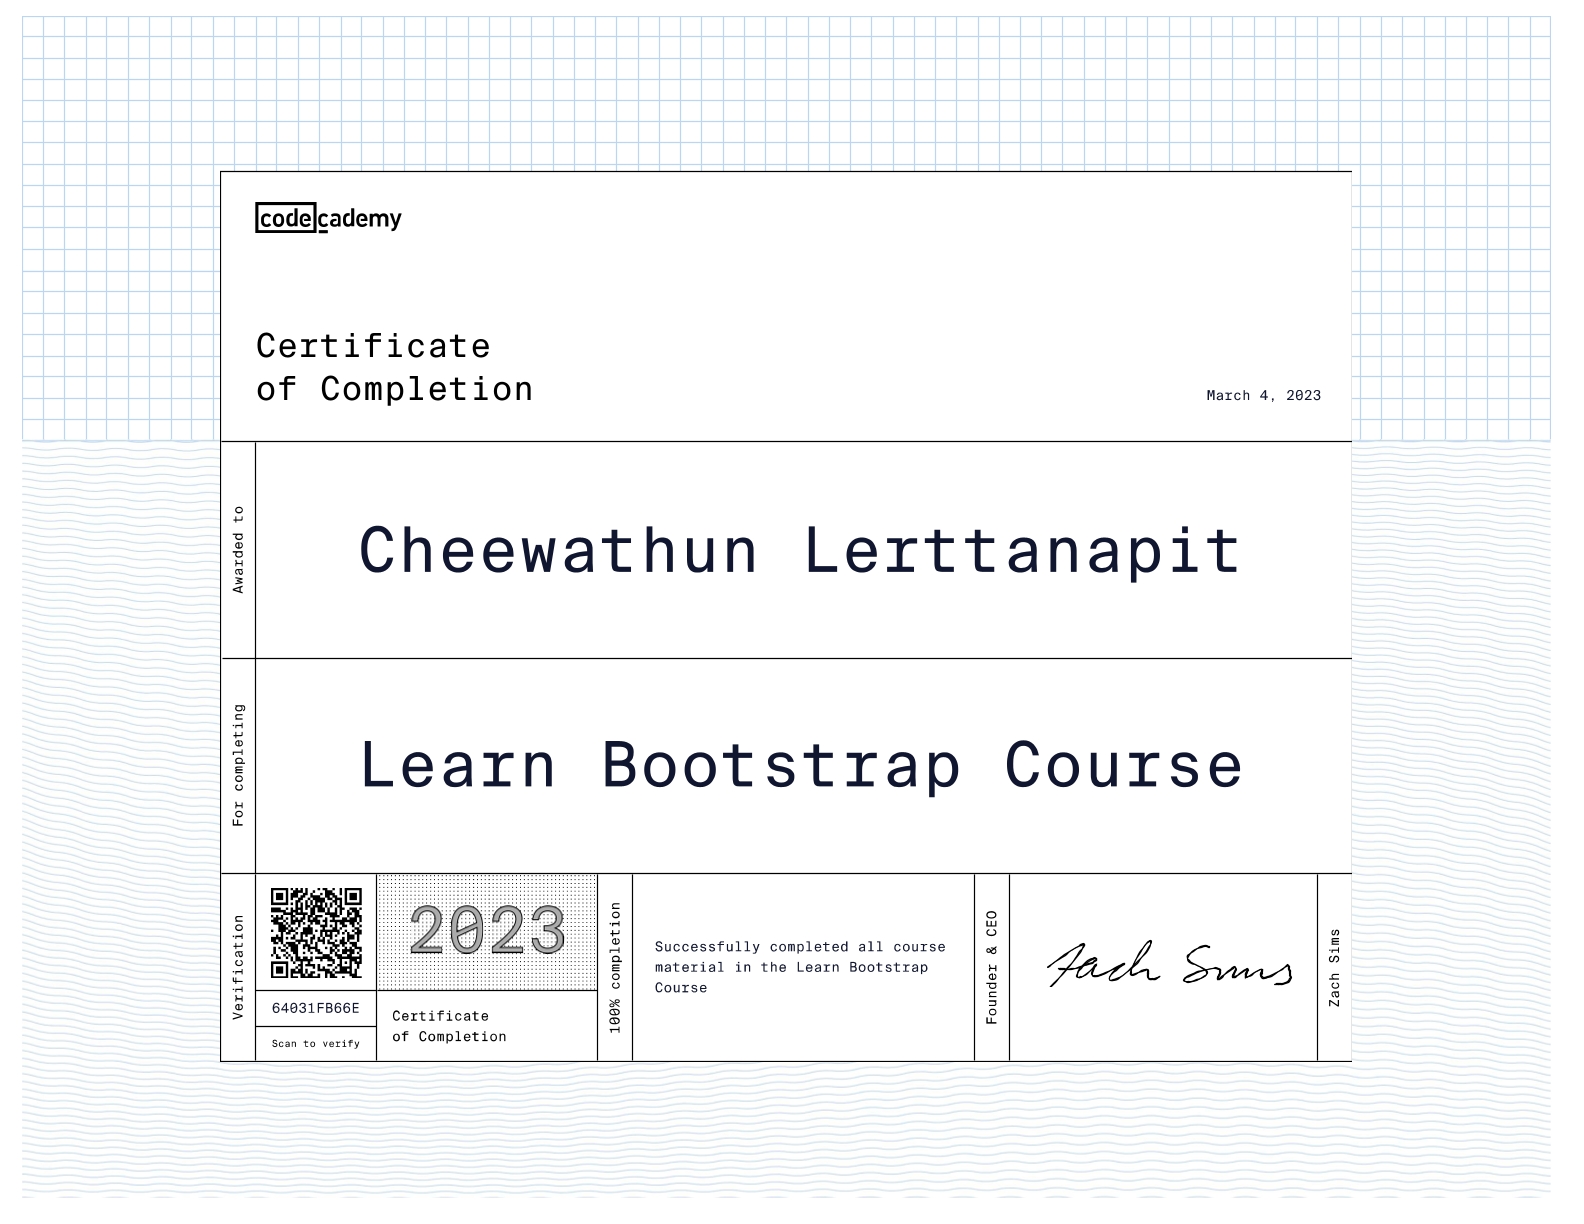 codecademy
Certificate
of Completion
March 4, 2023
Awarded to
Cheewathun Lerttanapit
For completing
Learn Bootstrap Course
Verification
64031FB66E
Scan to verify
2023
Certificate
of Completion
100% completion
Successfully completed all course
material in the Learn Bootstrap
Course
Founder & CEO
Zach Sims
Zach Sims